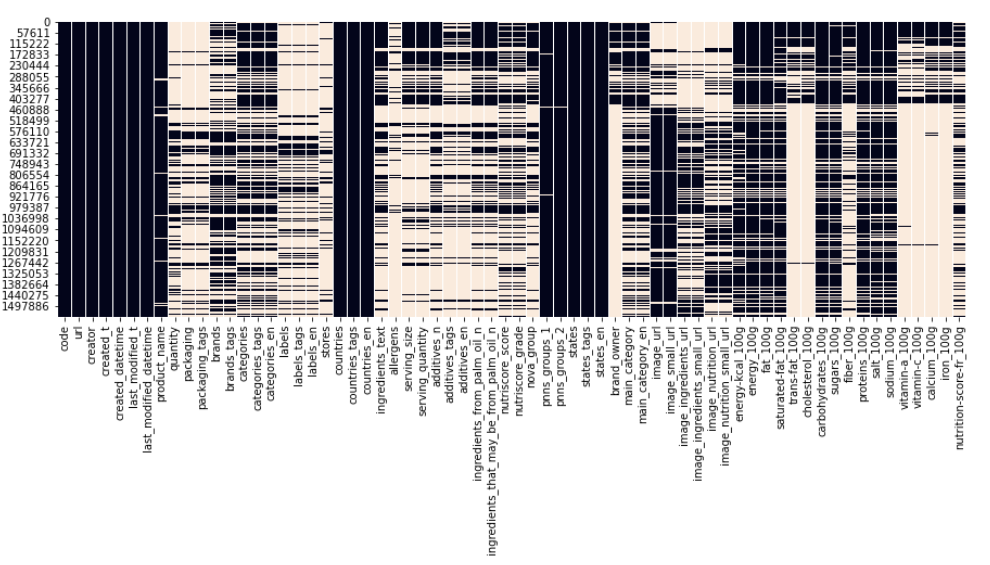 0
57611
115222
172833
230444
288055
345666
403277
460888
518499
576110
633721
691332
748943
806554
864165
921776
979387
1036998
1094609
1152220
1209831
1267442
1325053
1382664
1440275
1497886
code
url
creator
created_t
created_datetime
last_modified_t
last_modified_datetime
product_name
quantity
packaging
packaging_tags
brands
brands_tags
categories
categories_tags
categories_en
labels
labels_tags
labels_en
stores
countries
countries_tags
countries_en
ingredients_text
allergens
serving_size
serving_quantity
additives_n
additives_tags
additives_en
ingredients_from_palm_oil_n
ingredients_that_may_be_from_palm_oil_n
nutriscore_score
nutriscore_grade
nova_group
pnns_groups_1
pnns_groups_2
states
states_tags
states_en
brand_owner
main_category
main_category_en
image_url
image_small_url
image_ingredients_url
image_ingredients_small_url
image_nutrition_url
image_nutrition_small_url
energy-kcal_100g
energy_100g
fat_100g
saturated-fat_100g
trans-fat_100g
cholesterol_100g
carbohydrates_100g
sugars_100g
fiber_100g
proteins_100g
salt_100g
sodium_100g
vitamin-a_100g
vitamin-c_100g
calcium_100g
iron_100g
nutrition-score-fr_100g